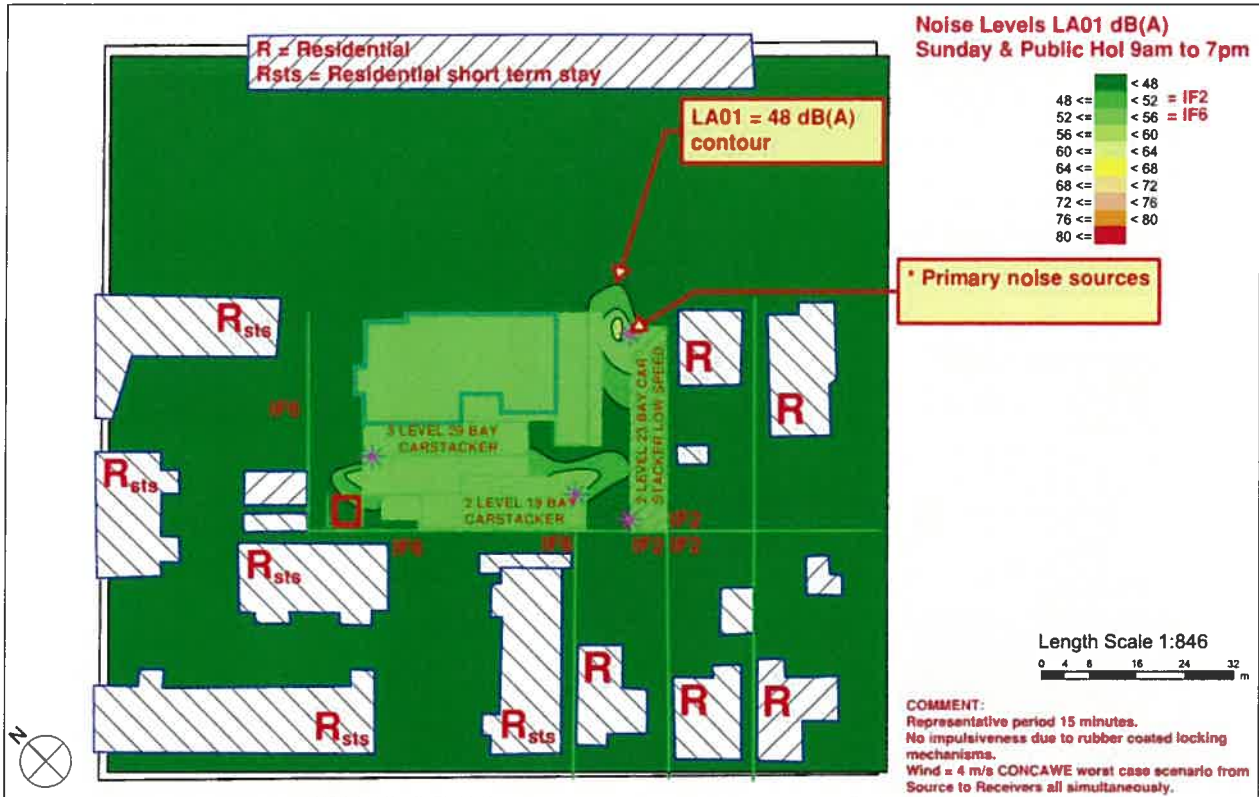 Noise Levels LA01 dB(A)
Sunday & Public Hol 9am to 7pm
R = Residential
Rsts = Residential short term stay
< 48
48 <= < 52 = IF2
52 <= < 56 = IF6
56 <= < 60
60 <= < 64
64 <= < 68
68 <= < 72
72 <= < 76
76 <= < 80
80 <=
LA01 = 48 dB(A)
contour
* Primary noise sources
Rsts
R
R
IF6
3 LEVEL 29 BAY
CARSTACKER
2 LEVEL 23 BAY CAR
STACKER LOW SPEED
Rsts
2 LEVEL 19 BAY
CARSTACKER
IF2
IF6
IF6
IF2
IF2
Rsts
R
R
R
Rsts
Rsts
N
Length Scale 1:846
0 4 8 16 24 32
m
COMMENT:
Representative period 15 minutes.
No impulsiveness due to rubber coated locking
mechanisms.
Wind = 4 m/s CONCAWE worst case scenario from
Source to Receivers all simultaneously.